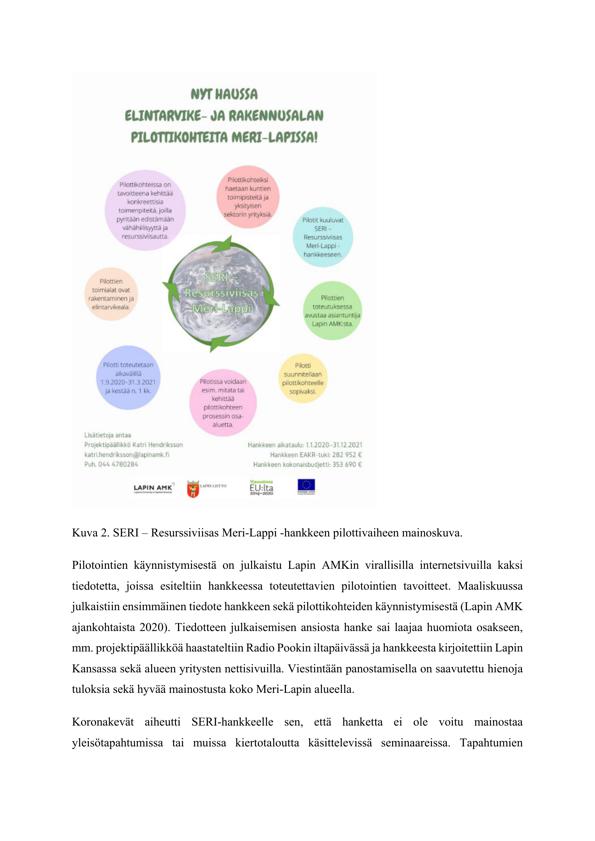 NYT HAUSSA
ELINTARVIKE- JA RAKENNUSALAN
PILOTTIKOHTEITA MERI-LAPISSA!
Pilottikohteissa on
tavoitteena kehittää
konkreettisia
toimenpiteitä, joilla
pyritään edistämään
vähähiilisyyttä ja
resurssiviisautta.
Pilottikohteiksi
haetaan kuntien
toimipisteitä ja
yksityisen
sektorin yrityksiä.
Pilotit kuuluvat
SERI –
Resurssiviisas
Meri-Lappi -
hankkeeseen.
Pilottien
toimialat ovat
rakentaminen ja
elintarvikeala.
SERI -
Resurssiviisas
Meri-Lappi
Pilottien
toteutuksessa
avustaa asiantuntija
Lapin AMK:sta.
Pilotti toteutetaan
aikavälillä
1.9.2020-31.3.2021
ja kestää n. 1 kk.
Pilotissa voidaan
esim. mitata tai
kehittää
pilottikohteen
prosessin osa-
aluetta.
Pilotti
suunnitellaan
pilottikohteelle
sopivaksi.
Lisätietoja antaa
Projektipäällikkö Katri Hendriksson
katri.hendriksson@lapinamk.fi
Puh. 044 4780284
Hankkeen aikataulu: 1.1.2020-31.12.2021
Hankkeen EAKR-tuki: 282 952 €
Hankkeen kokonaisbudjetti: 353 690 €
LAPIN AMK
LAPIN LIITTO
EU:lta
2014–2020
Kuva 2. SERI – Resurssiviisas Meri-Lappi -hankkeen pilottivaiheen mainoskuva.
Pilotointien käynnistymisestä on julkaistu Lapin AMKin virallisilla internetsivuilla kaksi
tiedotetta, joissa esiteltiin hankkeessa toteutettavien pilotointien tavoitteet. Maaliskuussa
julkaistiin ensimmäinen tiedote hankkeen sekä pilottikohteiden käynnistymisestä (Lapin AMK
ajankohtaista 2020). Tiedotteen julkaisemisen ansiosta hanke sai laajaa huomiota osakseen,
mm. projektipäällikköä haastateltiin Radio Pookin iltapäivässä ja hankkeesta kirjoitettiin Lapin
Kansassa sekä alueen yritysten nettisivuilla. Viestintään panostamisella on saavutettu hienoja
tuloksia sekä hyvää mainostusta koko Meri-Lapin alueella.
Koronakevät aiheutti SERI-hankkeelle sen, että hanketta ei ole voitu mainostaa
yleisötapahtumissa tai muissa kiertotaloutta käsittelevissä seminaareissa. Tapahtumien